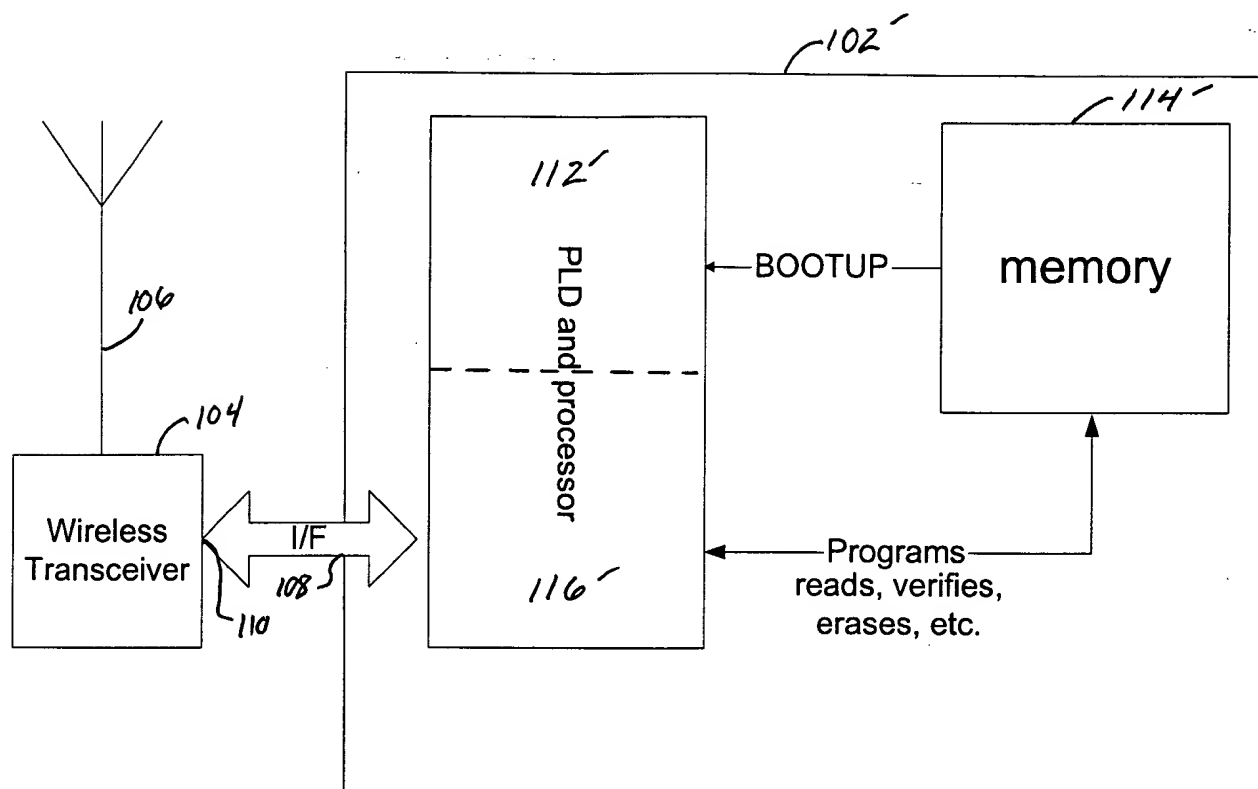 102'
114'
112'
PLD and processor
BOOTUP
memory
106
104
Wireless
Transceiver
I/F
108
110
116'
Programs
reads, verifies,
erases, etc.